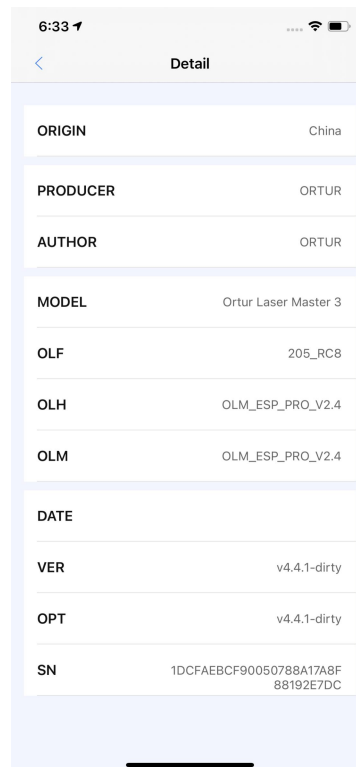 6:33
Detail
ORIGIN China
PRODUCER ORTUR
AUTHOR ORTUR
MODEL Ortur Laser Master 3
OLF 205_RC8
OLH OLM_ESP_PRO_V2.4
OLM OLM_ESP_PRO_V2.4
DATE
VER v4.4.1-dirty
OPT v4.4.1-dirty
SN 1DCFAEBCF90050788A17A8F
88192E7DC